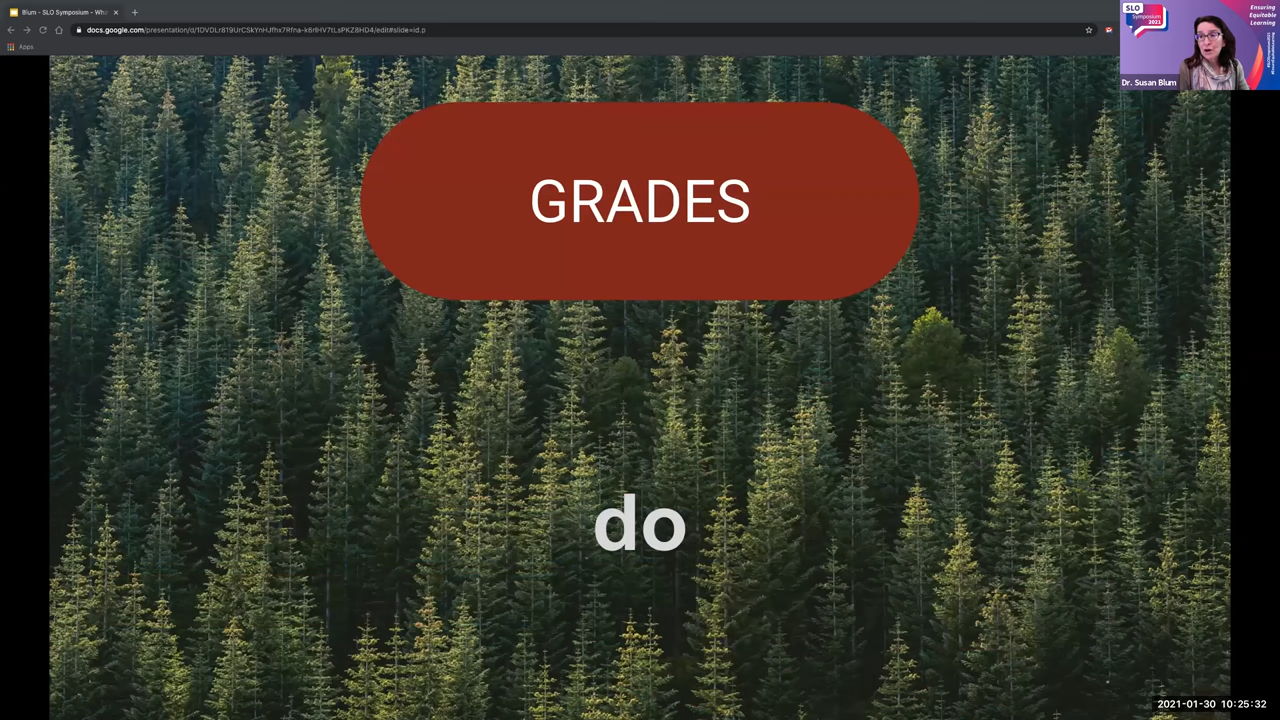 Blum - SLO Symposium – Wha
docs.google.com/presentation/d/1DVDLr819UrCSkYnHJfhx7Rfna-k6rlHV7tLsPKZ8HD4/edit#slide=id.p
Apps
SLO
Symposium
2021
Ensuring
Equitable
Learning
Dr. Susan Blum
GRADES
do
2021-01-30 10:25:32